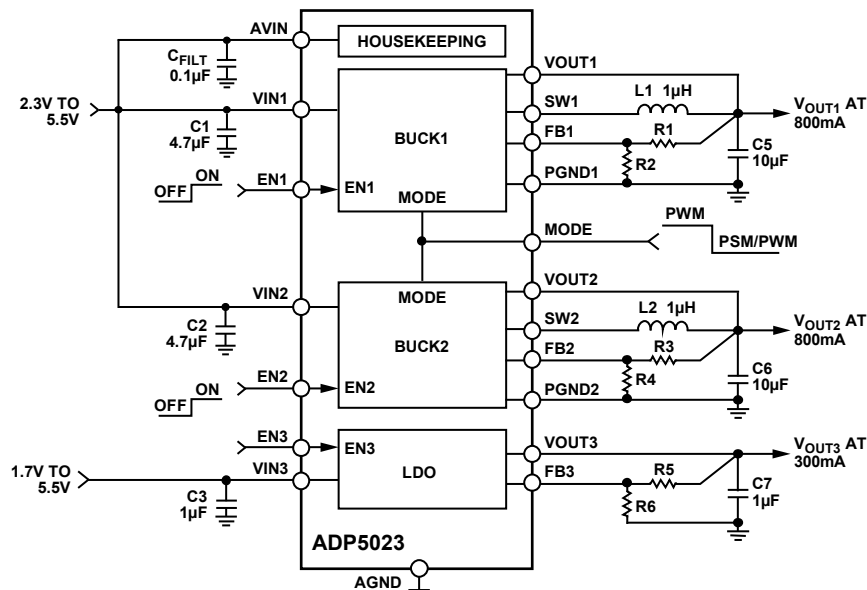 AVIN
HOUSEKEEPING
CFILT
0.1µF
VOUT1
L1 1µH
2.3V TO
5.5V
VIN1
SW1
VOUT1 AT
800mA
C1
4.7µF
BUCK1
FB1
R1
R2
C5
10µF
ON
OFF
EN1
EN1
PGND1
MODE
MODE
PWM
PSM/PWM
VIN2
MODE
VOUT2
C2
4.7µF
SW2
L2 1µH
VOUT2 AT
800mA
BUCK2
FB2
R3
R4
C6
10µF
ON
OFF
EN2
EN2
PGND2
EN3
EN3
VOUT3
VOUT3 AT
300mA
1.7V TO
5.5V
VIN3
LDO
FB3
R5
R6
C7
1µF
C3
1µF
ADP5023
AGND